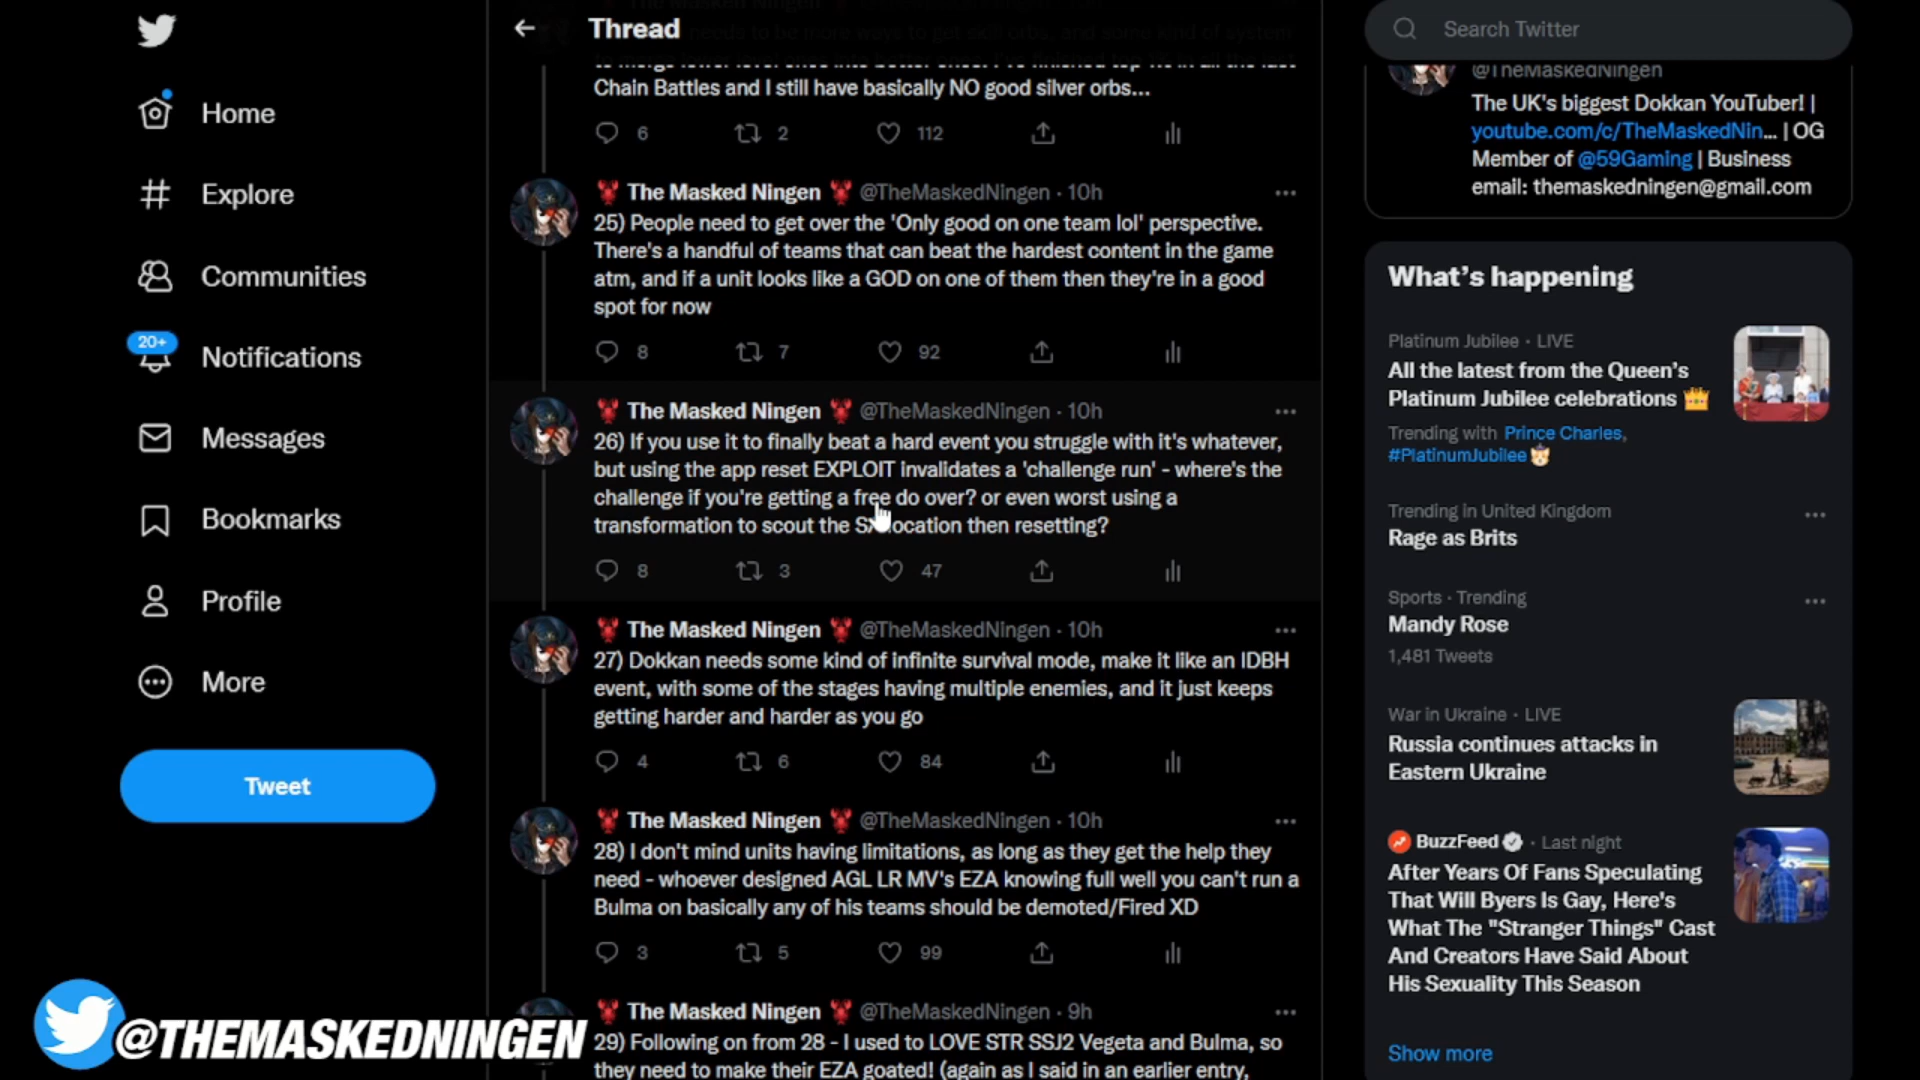 Thread
Search Twitter
Home
Explore
Communities
20+
Notifications
Messages
Bookmarks
Profile
More
Tweet
Chain Battles and I still have basically NO good silver orbs...
6 2 112
The Masked Ningen @TheMaskedNingen · 10h
25) People need to get over the 'Only good on one team lol' perspective.
There's a handful of teams that can beat the hardest content in the game
atm, and if a unit looks like a GOD on one of them then they're in a good
spot for now
8 7 92
The Masked Ningen @TheMaskedNingen · 10h
26) If you use it to finally beat a hard event you struggle with it's whatever,
but using the app reset EXPLOIT invalidates a 'challenge run' - where's the
challenge if you're getting a free do over? or even worst using a
transformation to scout the location then resetting?
8 3 47
The Masked Ningen @TheMaskedNingen · 10h
27) Dokkan needs some kind of infinite survival mode, make it like an IDBH
event, with some of the stages having multiple enemies, and it just keeps
getting harder and harder as you go
4 6 84
The Masked Ningen @TheMaskedNingen · 10h
28) I don't mind units having limitations, as long as they get the help they
need - whoever designed AGL LR MV's EZA knowing full well you can't run a
Bulma on basically any of his teams should be demoted/Fired XD
3 5 99
The Masked Ningen @TheMaskedNingen · 9h
29) Following on from 28 - I used to LOVE STR SSJ2 Vegeta and Bulma, so
they need to make their EZA goated! (again as I said in an earlier entry,
@TheMaskedNingen
The UK's biggest Dokkan YouTuber! |
youtube.com/c/TheMaskedNin... | OG
Member of @59Gaming | Business
email: themaskedningen@gmail.com
What's happening
Platinum Jubilee · LIVE
All the latest from the Queen's
Platinum Jubilee celebrations
Trending with Prince Charles,
#PlatinumJubilee
Trending in United Kingdom
Rage as Brits
Sports · Trending
Mandy Rose
1,481 Tweets
War in Ukraine · LIVE
Russia continues attacks in
Eastern Ukraine
BuzzFeed · Last night
After Years Of Fans Speculating
That Will Byers Is Gay, Here's
What The "Stranger Things" Cast
And Creators Have Said About
His Sexuality This Season
Show more
@THEMASKEDNINGEN